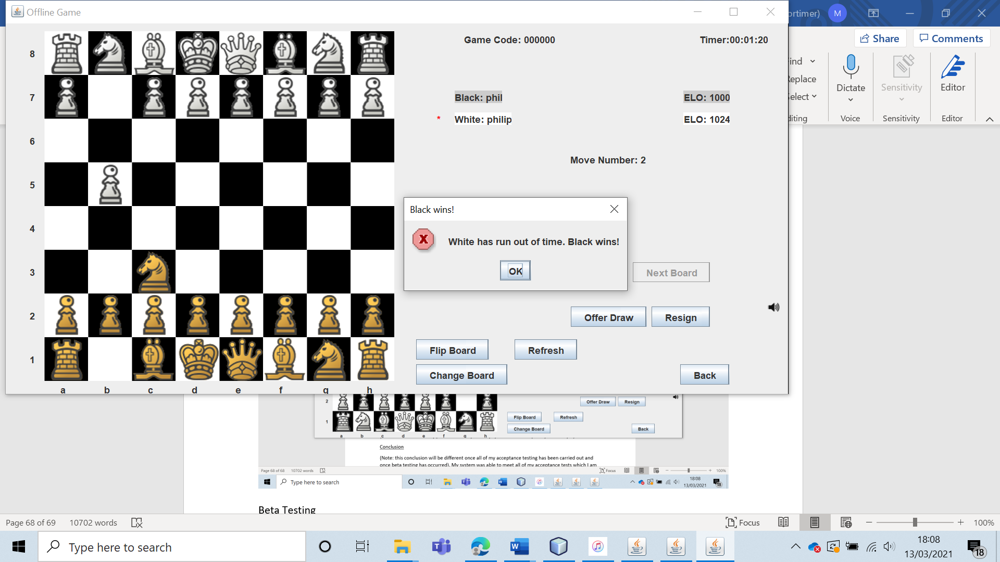 Offline Game
ortimer)
M
Share
Comments
8
Game Code: 000000
Timer:00:01:20
ind
Replace
Select
Dictate
Sensitivity
Editor
7
Black: phil
ELO: 1000
* White: philip
ELO: 1024
diting
Voice
Sensitivity
Editor
6
Move Number: 2
5
Black wins!
4
X
White has run out of time. Black wins!
OK
3
Next Board
2
Offer Draw
Resign
Flip Board
Refresh
1
Change Board
Back
a b c d e f g h
2
Offer Draw
Resign
Flip Board
Refresh
1
Change Board
Back
a b c d e f g h
Conclusion
(Note: this conclusion will be different once all of my acceptance testing has been carried out and
once beta testing has occurred). My system was able to meet all of my acceptance tests which I am
Page 68 of 68 10702 words
Focus
100%
Type here to search
18:08
13/03/2021
18
Beta Testing
Page 68 of 69 10702 words
Focus
100%
Type here to search
18:08
13/03/2021
18